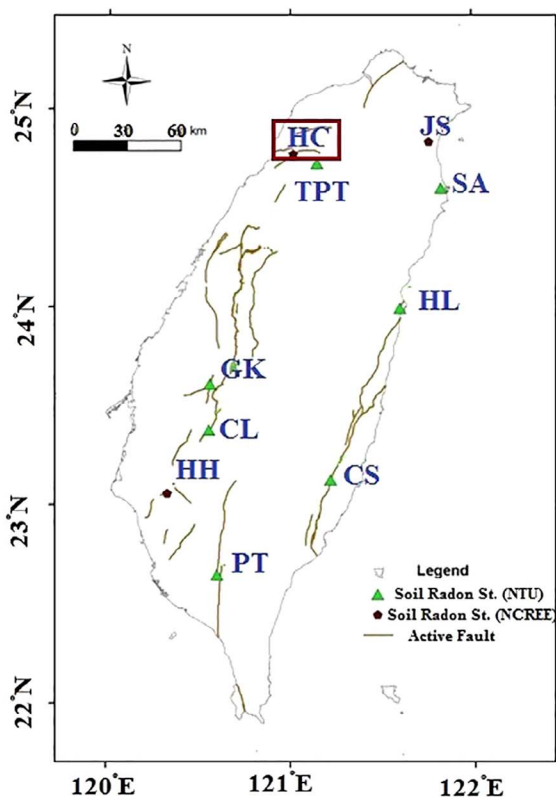 N
0 30 60 km
25°N
24°N
23°N
22°N
HC
JS
TPT
SA
HL
GK
CL
HH
CS
PT
Legend
Soil Radon St. (NTU)
Soil Radon St. (NCREE)
Active Fault
120°E
121°E
122°E